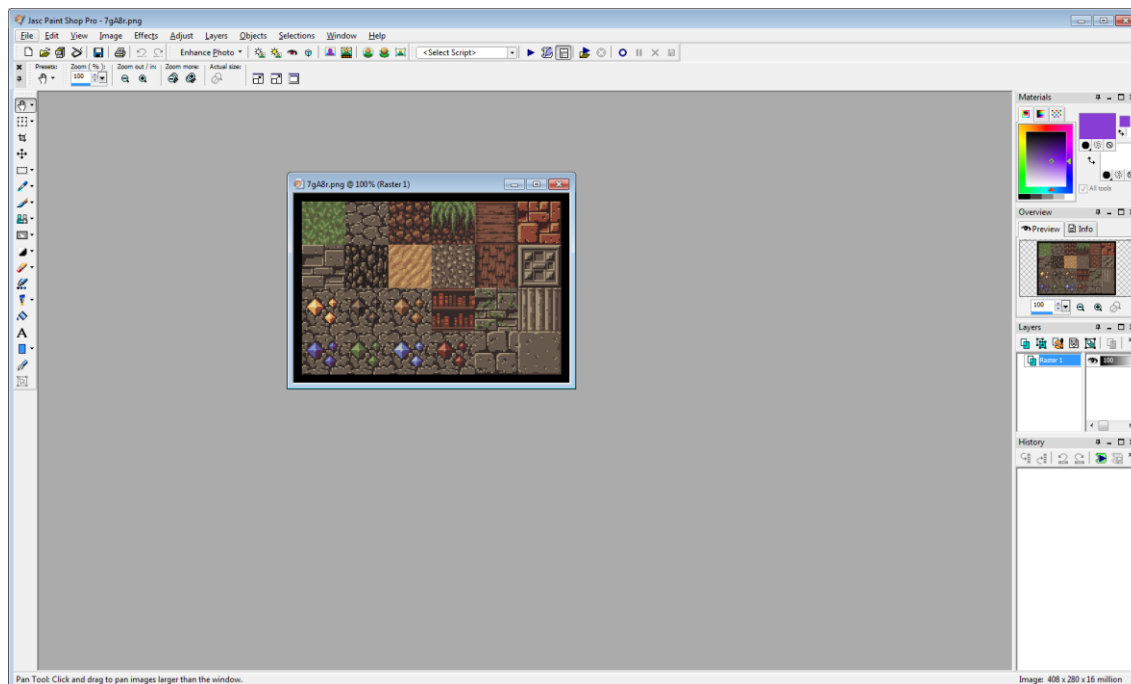 Jasc Paint Shop Pro - 7gA8r.png
File Edit View Image Effects Adjust Layers Objects Selections Window Help
Enhance Photo <Select Script>
Presets: Zoom (%): Zoom out / in: Zoom more: Actual size:
100
Materials
All tools
Overview
Preview Info
100
Layers
Raster 1 100
History
7gA8r.png @ 100% (Raster 1)
A
Pan Tool: Click and drag to pan images larger than the window.
Image: 408 x 280 x 16 million